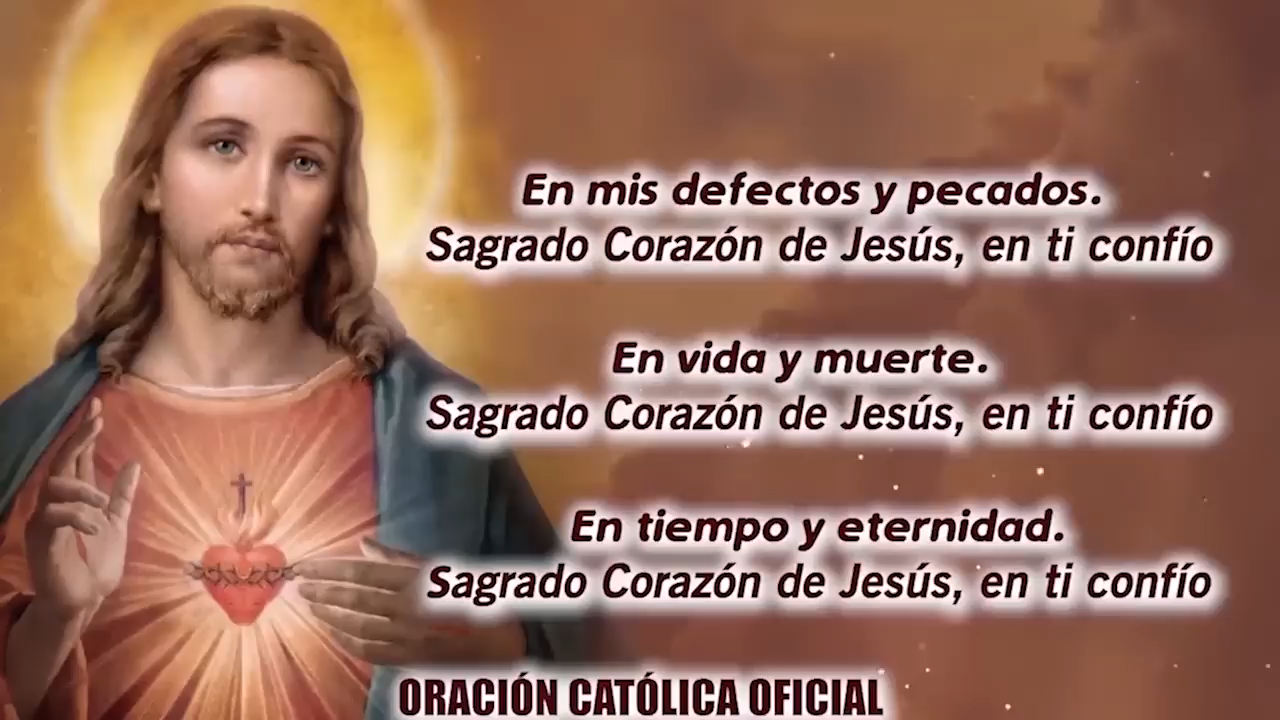 En mis defectos y pecados.
Sagrado Corazón de Jesús, en ti confío
En vida y muerte.
Sagrado Corazón de Jesús, en ti confío
En tiempo y eternidad.
Sagrado Corazón de Jesús, en ti confío
ORACIÓN CATÓLICA OFICIAL